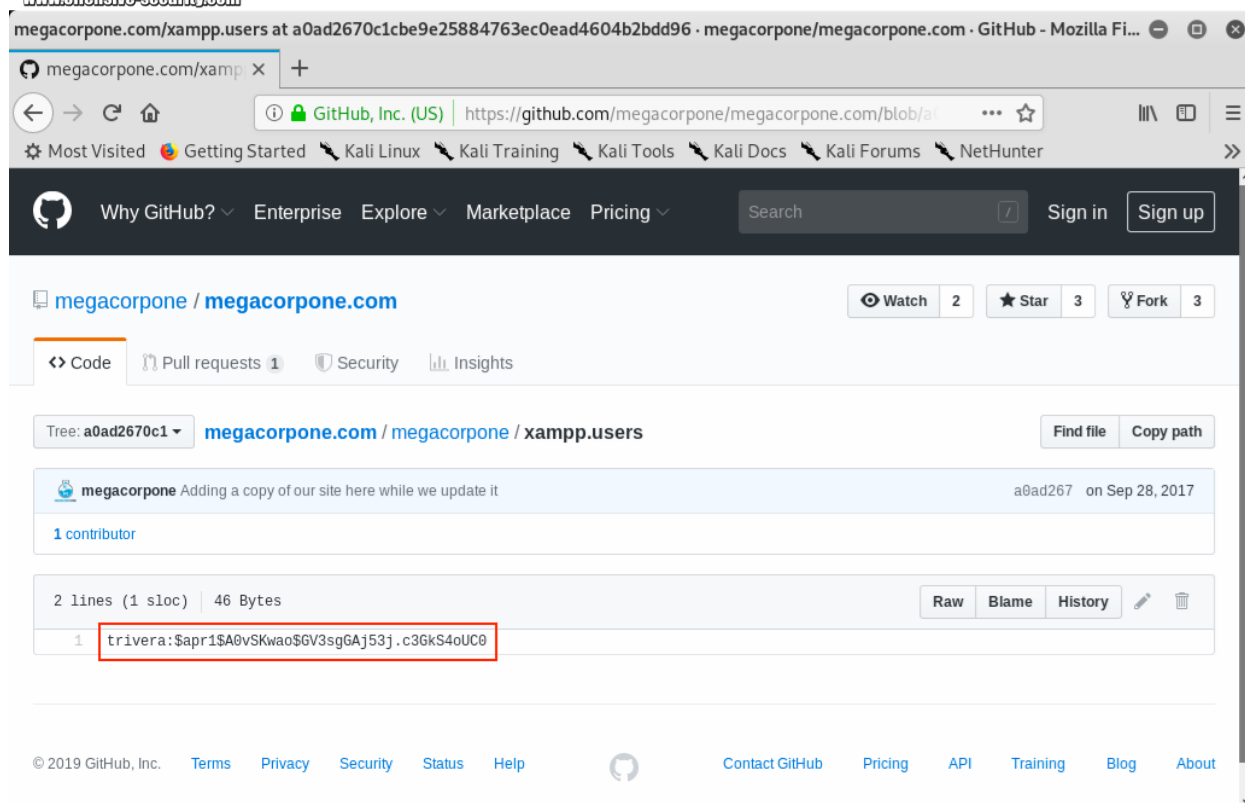 www.offensive-security.com
megacorpone.com/xampp.users at a0ad2670c1cbe9e25884763ec0ead4604b2bdd96 · megacorpone/megacorpone.com · GitHub - Mozilla Fi...
megacorpone.com/xamp
GitHub, Inc. (US) https://github.com/megacorpone/megacorpone.com/blob/a
Most Visited Getting Started Kali Linux Kali Training Kali Tools Kali Docs Kali Forums NetHunter
Why GitHub? Enterprise Explore Marketplace Pricing Search / Sign in Sign up
megacorpone / megacorpone.com Watch 2 Star 3 Fork 3
Code Pull requests 1 Security Insights
Tree: a0ad2670c1 megacorpone.com / megacorpone / xampp.users Find file Copy path
megacorpone Adding a copy of our site here while we update it a0ad267 on Sep 28, 2017
1 contributor
2 lines (1 sloc) 46 Bytes Raw Blame History
1 trivera:$apr1$A0vSKwao$GV3sgGAj53j.c3GkS4oUC0
© 2019 GitHub, Inc. Terms Privacy Security Status Help Contact GitHub Pricing API Training Blog About